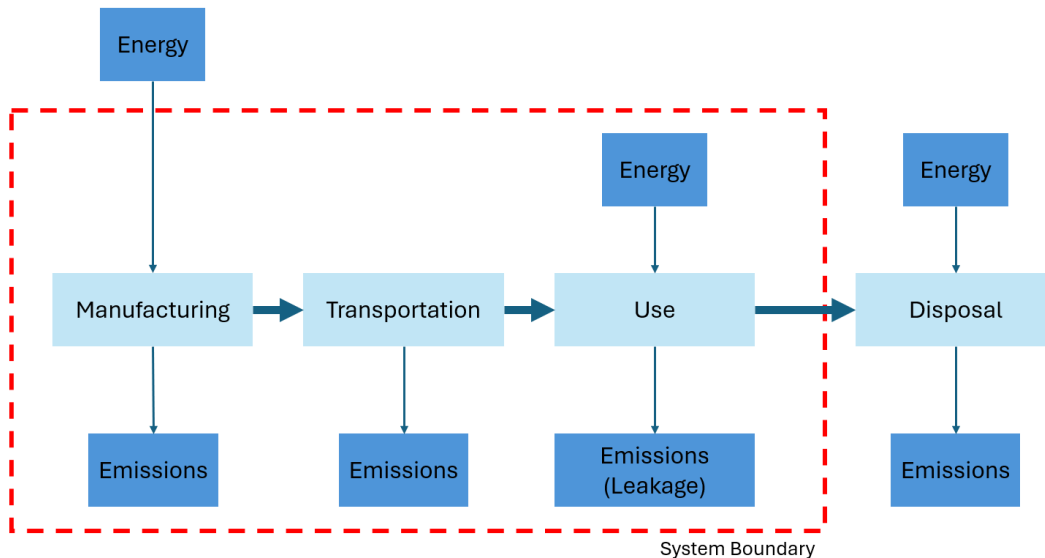 Energy
Energy
Energy
Manufacturing
Transportation
Use
Disposal
Emissions
Emissions
Emissions
(Leakage)
Emissions
System Boundary